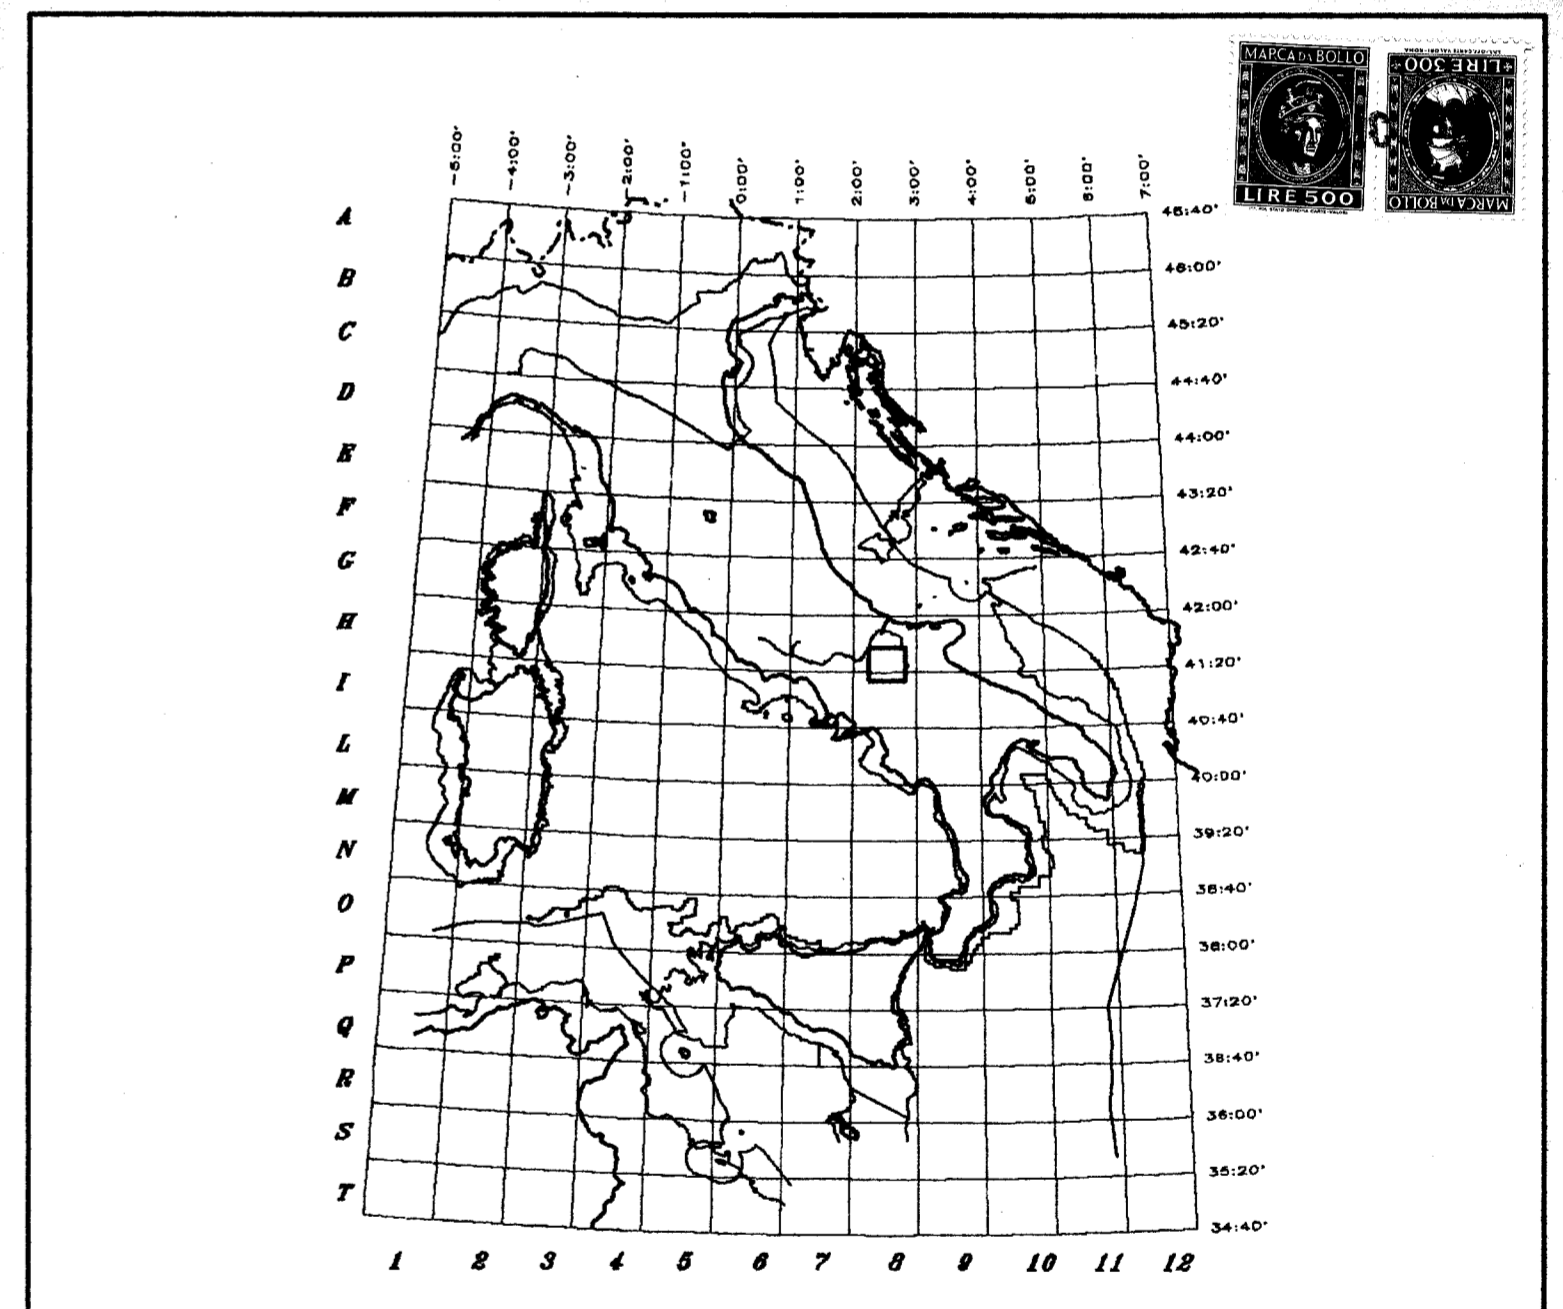 MARCA DA BOLLO
LIRE 500
+LIRE 300+
MARCA DA BOLLO
-5:00' -4:00' -3:00' -2:00' -1:00' 0:00' 1:00' 2:00' 3:00' 4:00' 5:00' 6:00' 7:00'
A 46:40'
B 46:00'
C 45:20'
D 44:40'
E 44:00'
F 43:20'
G 42:40'
H 42:00'
I 41:20'
L 40:40'
M 40:00'
N 39:20'
O 38:40'
P 38:00'
Q 37:20'
R 36:40'
S 36:00'
T 35:20'
34:40'
1 2 3 4 5 6 7 8 9 10 11 12